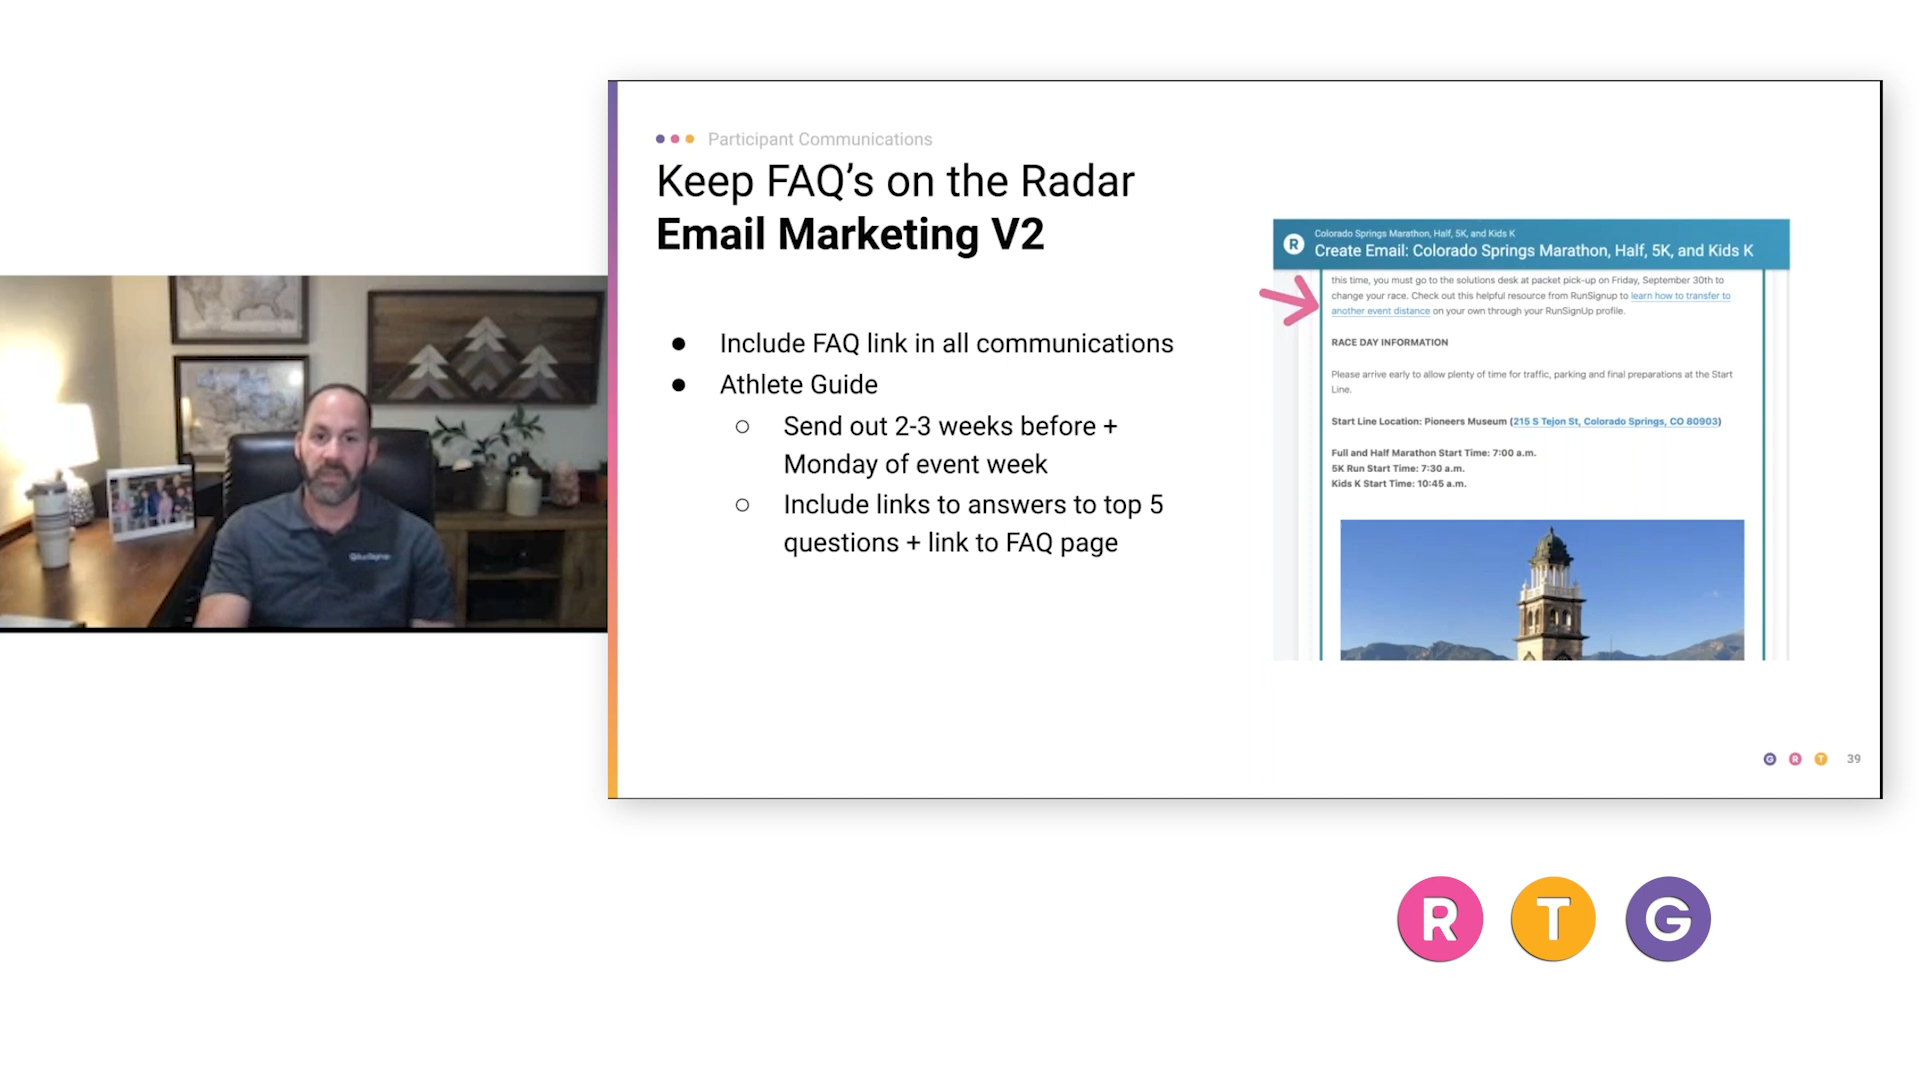 Participant Communications
Keep FAQ’s on the Radar
Email Marketing V2
● Include FAQ link in all communications
● Athlete Guide
○ Send out 2-3 weeks before +
Monday of event week
○ Include links to answers to top 5
questions + link to FAQ page
R
Colorado Springs Marathon, Half, 5K, and Kids K
Create Email: Colorado Springs Marathon, Half, 5K, and Kids K
this time, you must go to the solutions desk at packet pick-up on Friday, September 30th to
change your race. Check out this helpful resource from RunSignup to learn how to transfer to
another event distance on your own through your RunSignUp profile.
RACE DAY INFORMATION
Please arrive early to allow plenty of time for traffic, parking and final preparations at the Start
Line.
Start Line Location: Pioneers Museum (215 S Tejon St, Colorado Springs, CO 80903)
Full and Half Marathon Start Time: 7:00 a.m.
5K Run Start Time: 7:30 a.m.
Kids K Start Time: 10:45 a.m.
G R T 39
R T G